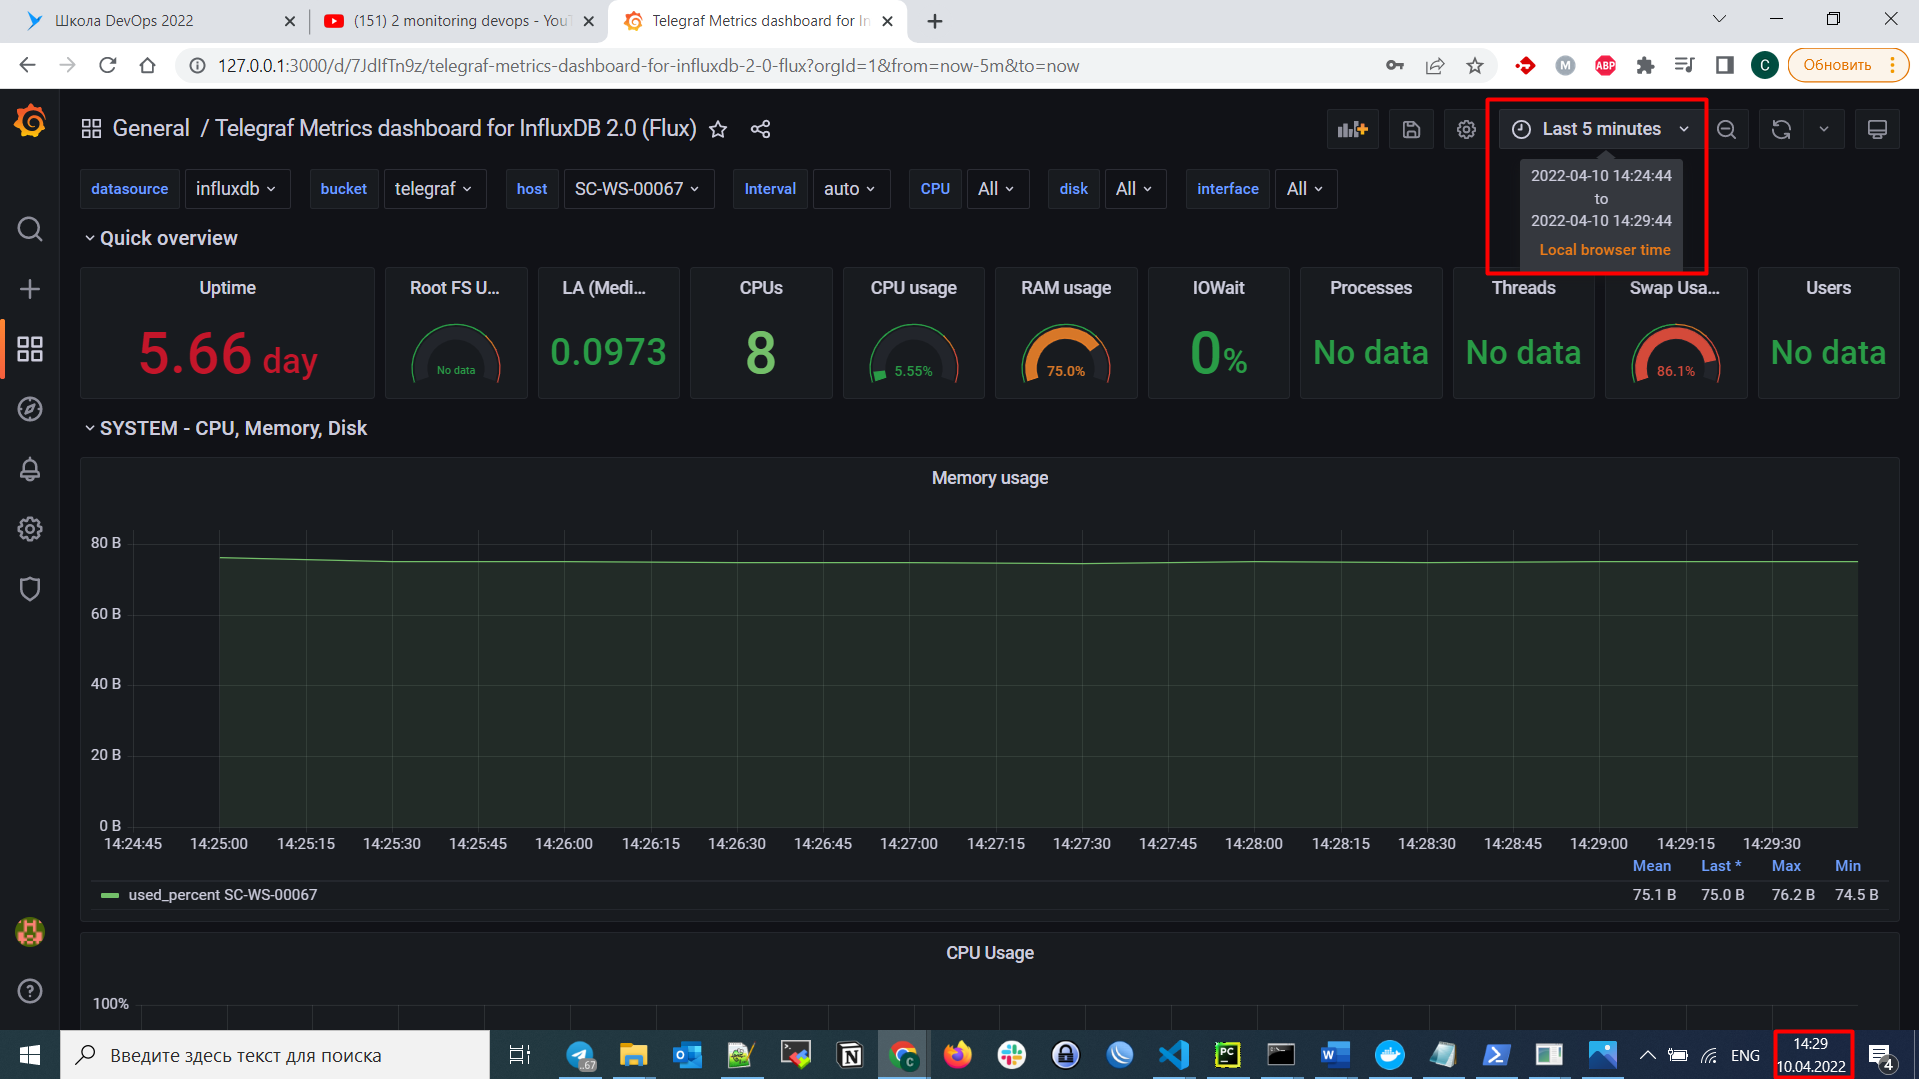 Школа DevOps 2022
(151) 2 monitoring devops - YouT
Telegraf Metrics dashboard for In
127.0.0.1:3000/d/7JdIfTn9z/telegraf-metrics-dashboard-for-influxdb-2-0-flux?orgId=1&from=now-5m&to=now
ABP
M
C
Обновить
General / Telegraf Metrics dashboard for InfluxDB 2.0 (Flux)
Last 5 minutes
2022-04-10 14:24:44
to
2022-04-10 14:29:44
Local browser time
datasource influxdb bucket telegraf host SC-WS-00067 Interval auto CPU All disk All interface All
Quick overview
Uptime Root FS U... LA (Medi... CPUs CPU usage RAM usage IOWait Processes Threads Swap Usa... Users
5.66 day No data 0.0973 8 5.55% 75.0% 0% No data No data 86.1% No data
SYSTEM - CPU, Memory, Disk
Memory usage
80 B
60 B
40 B
20 B
0 B
14:24:45 14:25:00 14:25:15 14:25:30 14:25:45 14:26:00 14:26:15 14:26:30 14:26:45 14:27:00 14:27:15 14:27:30 14:27:45 14:28:00 14:28:15 14:28:30 14:28:45 14:29:00 14:29:15 14:29:30
Mean Last * Max Min
used_percent SC-WS-00067 75.1 B 75.0 B 76.2 B 74.5 B
CPU Usage
100%
Введите здесь текст для поиска
67
C
PC
W
ENG
14:29
10.04.2022
4